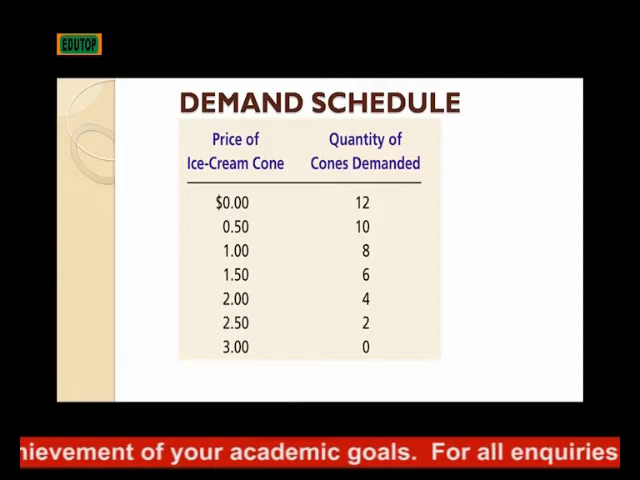 EDUTOP
DEMAND SCHEDULE
Price of Quantity of
Ice-Cream Cone Cones Demanded
$0.00 12
0.50 10
1.00 8
1.50 6
2.00 4
2.50 2
3.00 0
hievement of your academic goals. For all enquiries